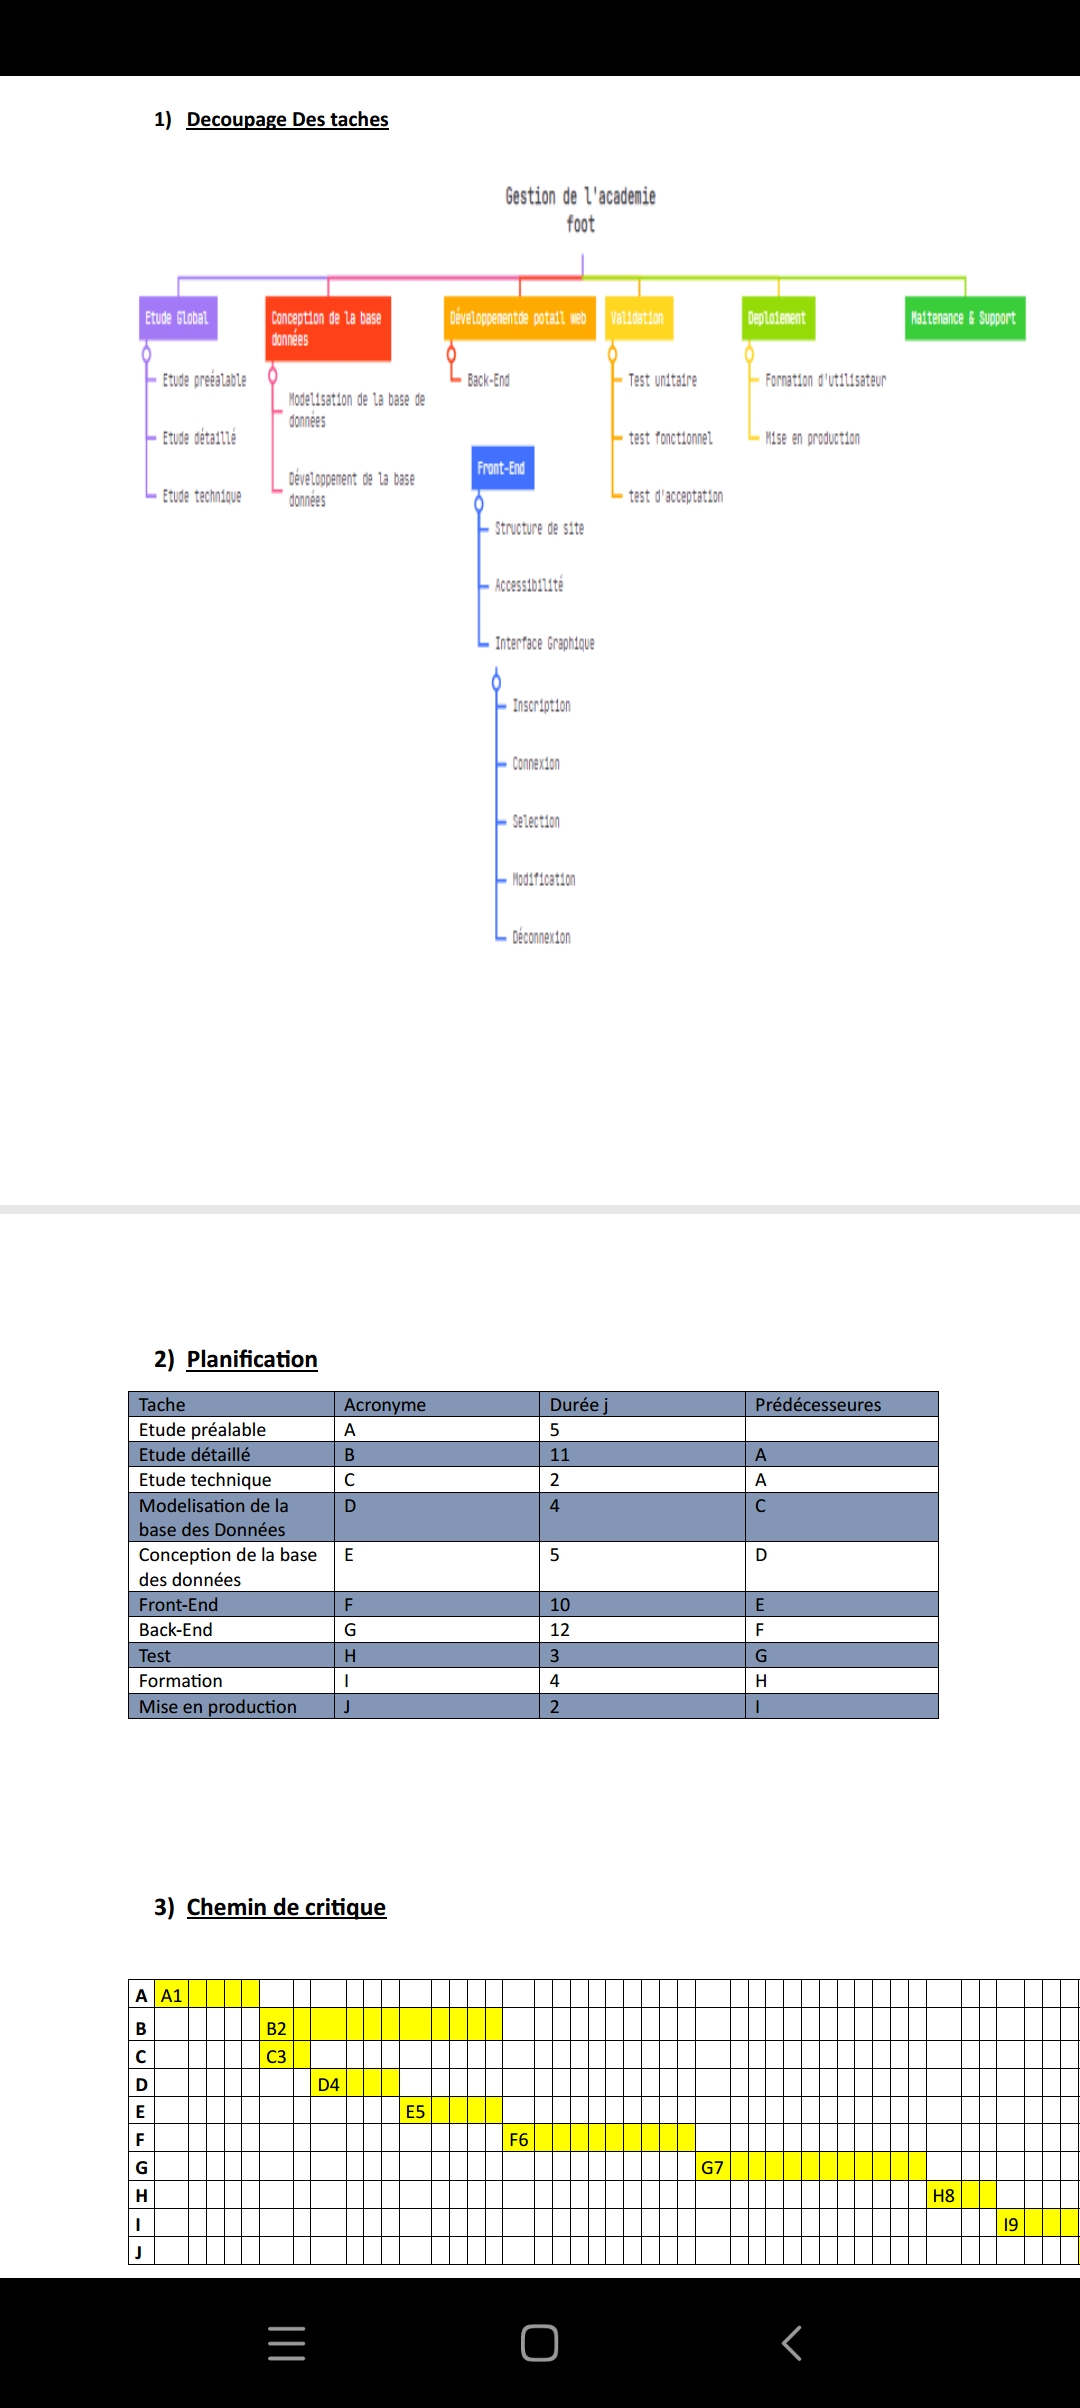 1) Decoupage Des taches
Gestion de l'academie
foot
Etude Global
Conception de la base
données
Développementde potail web
Validation
Deploiement
Maitenance & Support
Etude prééalable
Etude détaillé
Etude technique
Modelisation de la base de
données
Développement de la base
données
Back-End
Front-End
Structure de site
Accessibilité
Interface Graphique
Inscription
Connexion
Selection
Modification
Déconnexion
Test unitaire
test fonctionnel
test d'acceptation
Formation d'utilisateur
Mise en production
2) Planification
Tache Acronyme Durée j Prédécesseures
Etude préalable A 5
Etude détaillé B 11 A
Etude technique C 2 A
Modelisation de la D 4 C
base des Données
Conception de la base E 5 D
des données
Front-End F 10 E
Back-End G 12 F
Test H 3 G
Formation I 4 H
Mise en production J 2 I
3) Chemin de critique
A A1
B B2
C C3
D D4
E E5
F F6
G G7
H H8
I I9
J